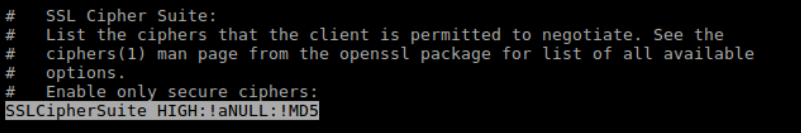 #   SSL Cipher Suite:
#   List the ciphers that the client is permitted to negotiate. See the
#   ciphers(1) man page from the openssl package for list of all available
#   options.
#   Enable only secure ciphers:
SSLCipherSuite HIGH:!aNULL:!MD5